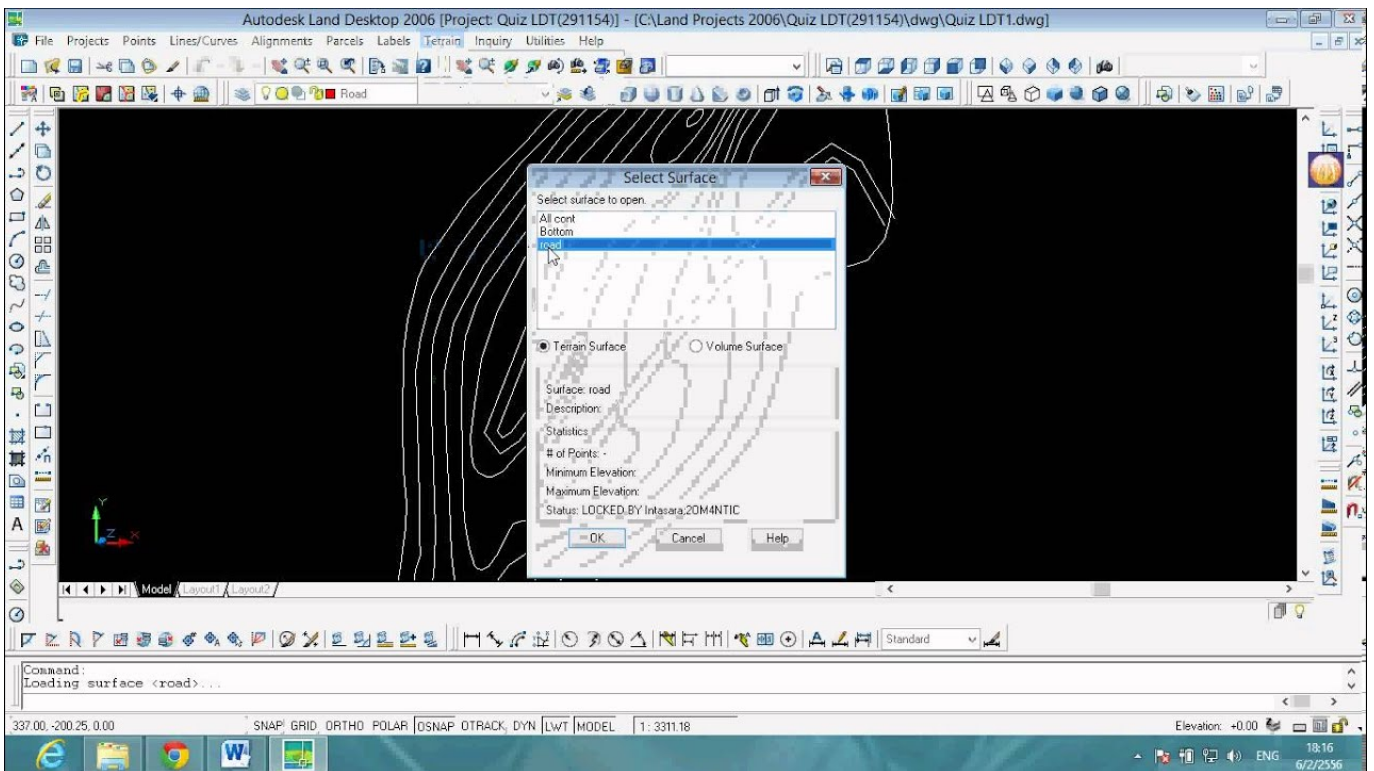 Autodesk Land Desktop 2006 [Project: Quiz LDT(291154)] - [C:\Land Projects 2006\Quiz LDT(291154)\dwg\Quiz LDT1.dwg]
File Projects Points Lines/Curves Alignments Parcels Labels Terrain Inquiry Utilities Help
Road
Select Surface
Select surface to open.
All cont
Bottom
road
Terrain Surface Volume Surface
Surface: road
Description:
Statistics
# of Points: -
Minimum Elevation:
Maximum Elevation:
Status: LOCKED BY Intasara;20M4NTIC
OK Cancel Help
Y
Z X
Model Layout1 Layout2
Standard
Command:
Loading surface <road>...
337.00, -200.25, 0.00 SNAP GRID ORTHO POLAR OSNAP OTRACK DYN LWT MODEL 1 : 3311.18 Elevation: +0.00
ENG 18:16
6/2/2556